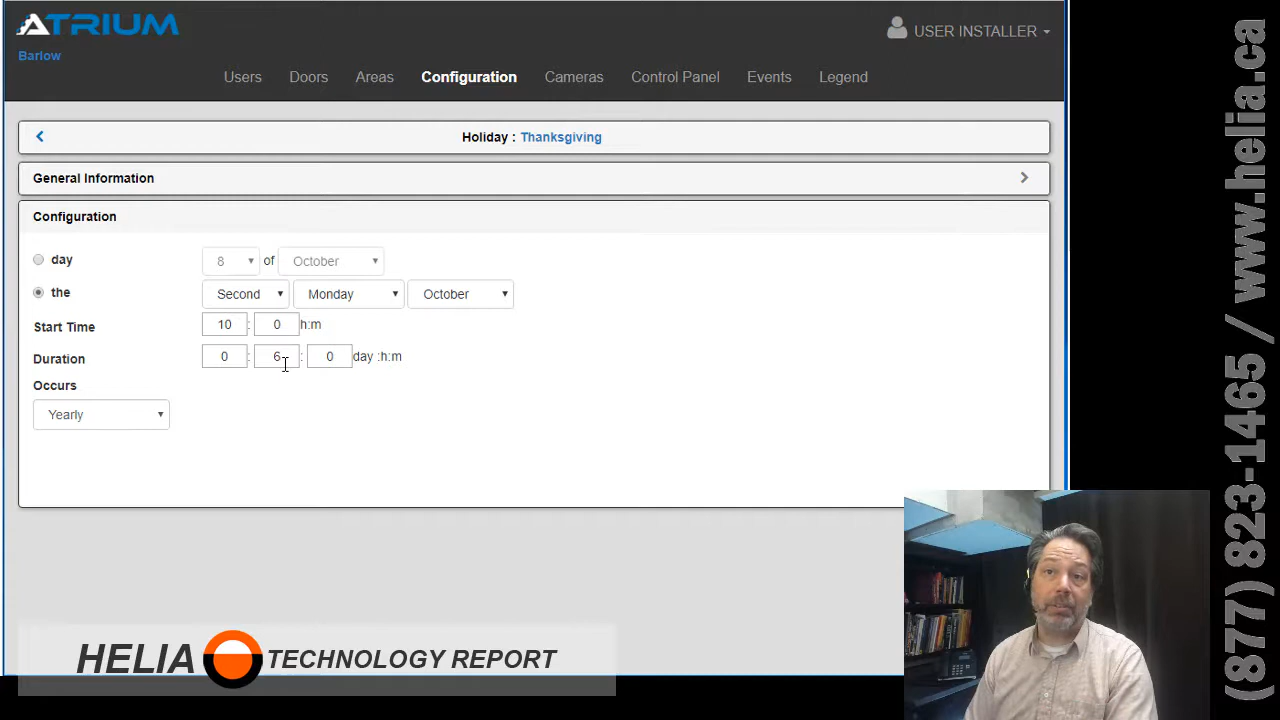 ATRIUM
Barlow
USER INSTALLER
Users Doors Areas Configuration Cameras Control Panel Events Legend
Holiday : Thanksgiving
General Information
Configuration
day 8 of October
the Second Monday October
Start Time 10 : 0 h:m
Duration 0 : 6 : 0 day :h:m
Occurs
Yearly
HELIA TECHNOLOGY REPORT
(877) 823-1465 / www.helia.ca